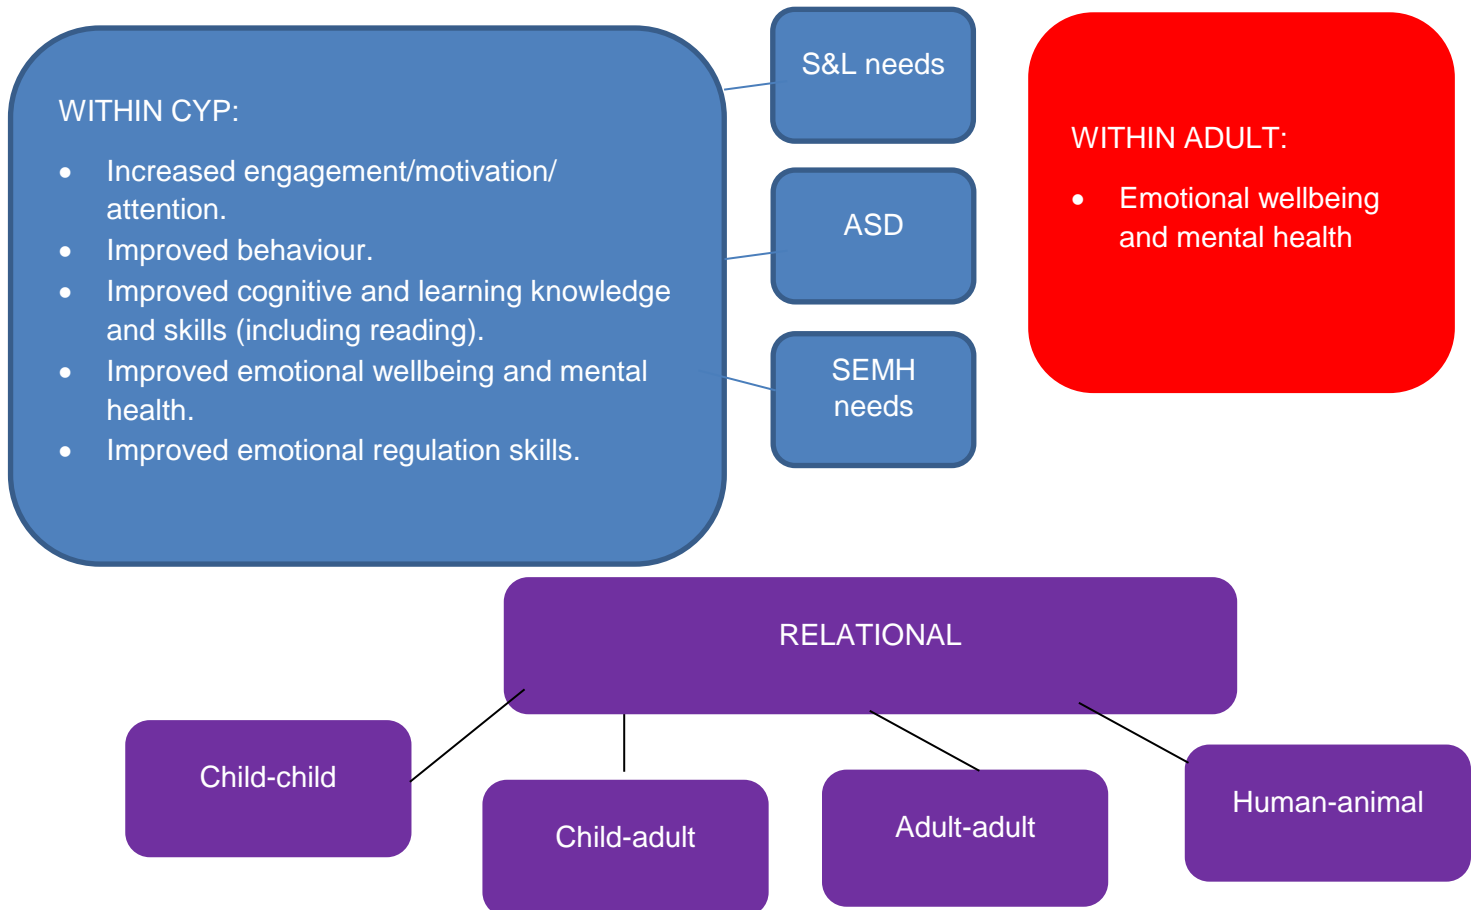 WITHIN CYP:
• Increased engagement/motivation/
attention.
• Improved behaviour.
• Improved cognitive and learning knowledge
and skills (including reading).
• Improved emotional wellbeing and mental
health.
• Improved emotional regulation skills.
S&L needs
ASD
SEMH
needs
WITHIN ADULT:
• Emotional wellbeing
and mental health
RELATIONAL
Child-child
Child-adult
Adult-adult
Human-animal